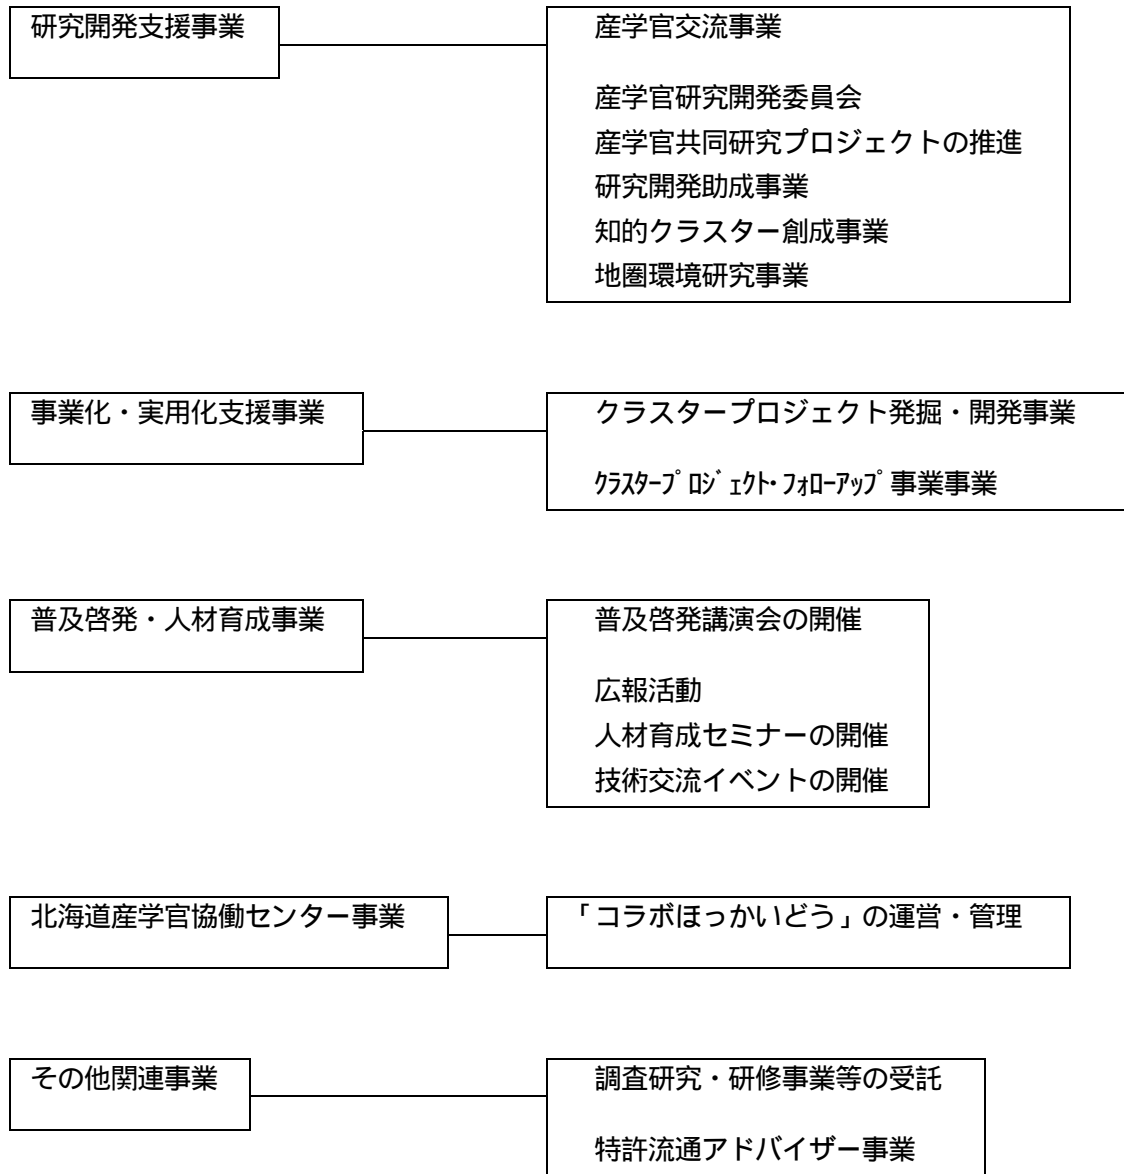 研究開発支援事業
産学官交流事業
産学官研究開発委員会
産学官共同研究プロジェクトの推進
研究開発助成事業
知的クラスター創成事業
地圏環境研究事業
事業化・実用化支援事業
クラスタープロジェクト発掘・開発事業
ｸﾗｽﾀｰﾌﾟﾛｼﾞｪｸﾄ・ﾌｫﾛｰｱｯﾌﾟ事業事業
普及啓発・人材育成事業
普及啓発講演会の開催
広報活動
人材育成セミナーの開催
技術交流イベントの開催
北海道産学官協働センター事業
「コラボほっかいどう」の運営・管理
その他関連事業
調査研究・研修事業等の受託
特許流通アドバイザー事業